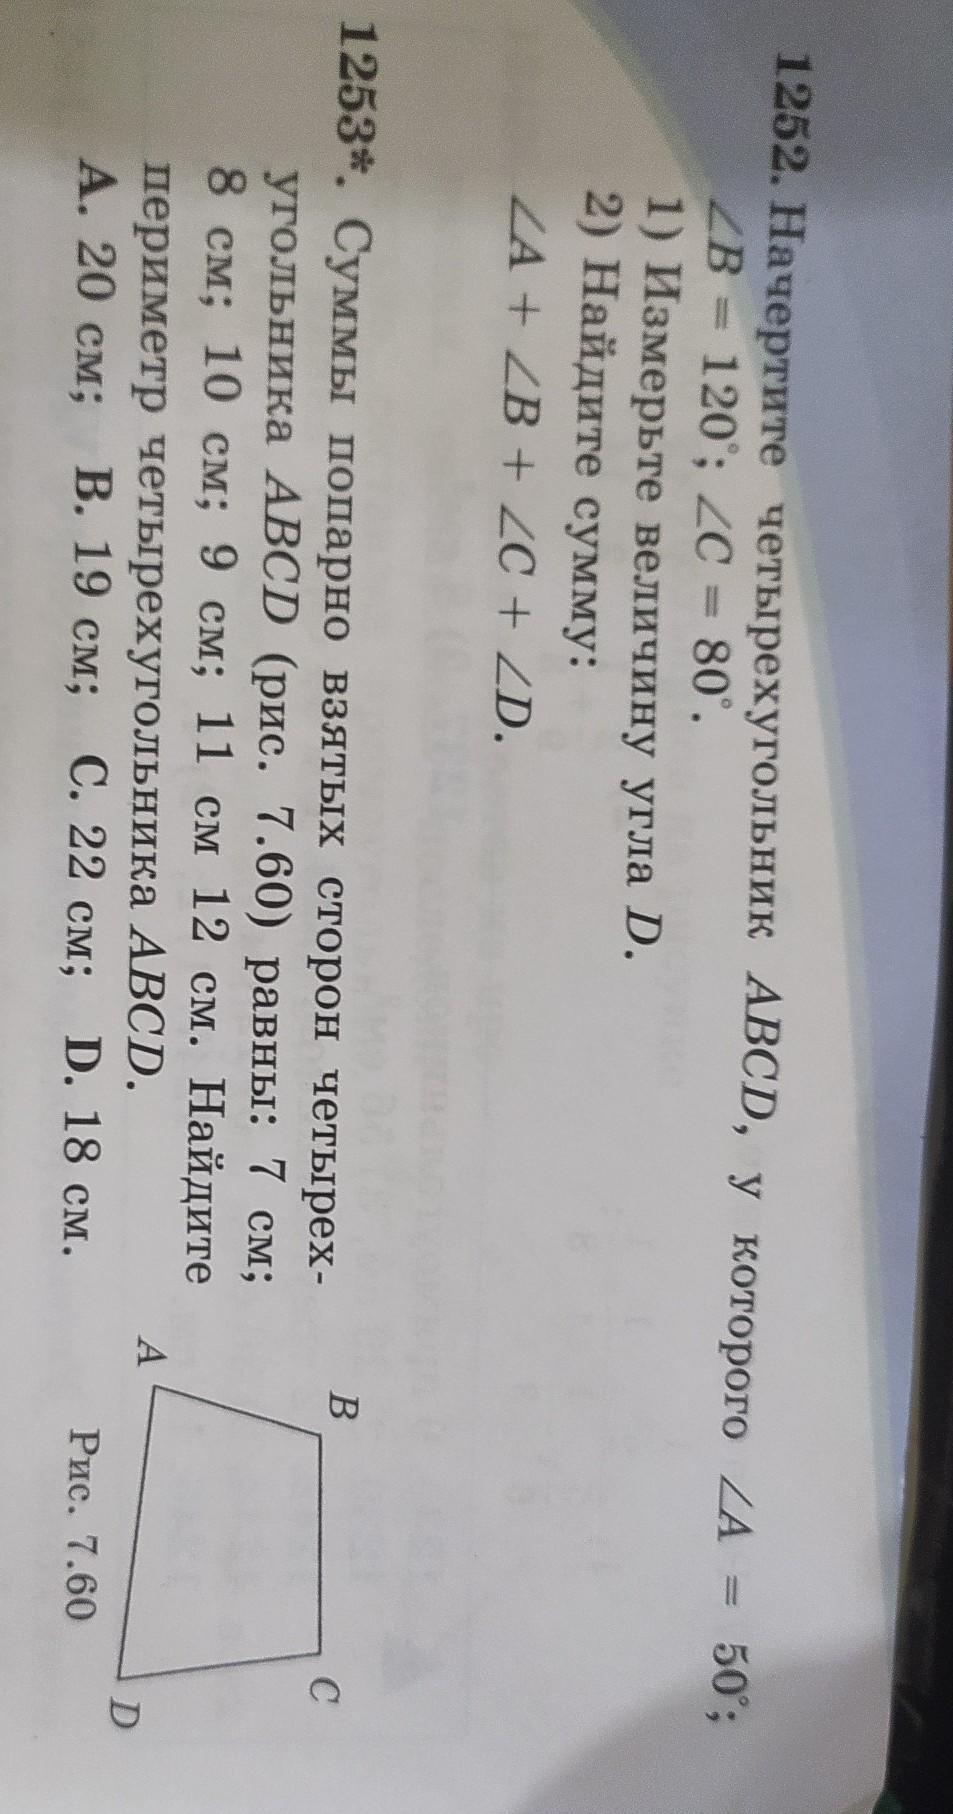 1252. Начертите четырехугольник ABCD, у которого ∠A = 50°;
∠B = 120°; ∠C = 80°.
1) Измерьте величину угла D.
2) Найдите сумму:
∠A + ∠B + ∠C + ∠D.
1253*. Суммы попарно взятых сторон четырех-
угольника ABCD (рис. 7.60) равны: 7 см;
8 см; 10 см; 9 см; 11 см 12 см. Найдите
периметр четырехугольника ABCD.
A. 20 см; B. 19 см; C. 22 см; D. 18 см.
B
C
A
D
Рис. 7.60